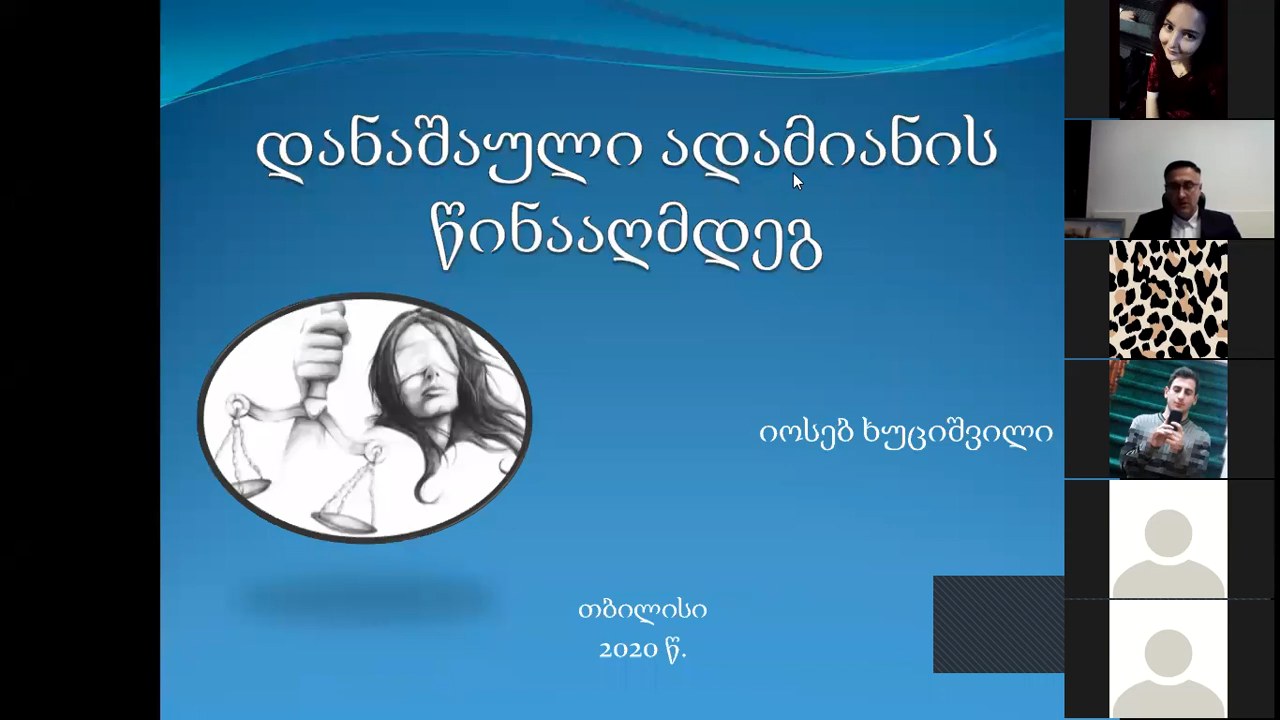 დანაშაული ადამიანის
წინააღმდეგ
იოსებ ხუციშვილი
თბილისი
2020 წ.